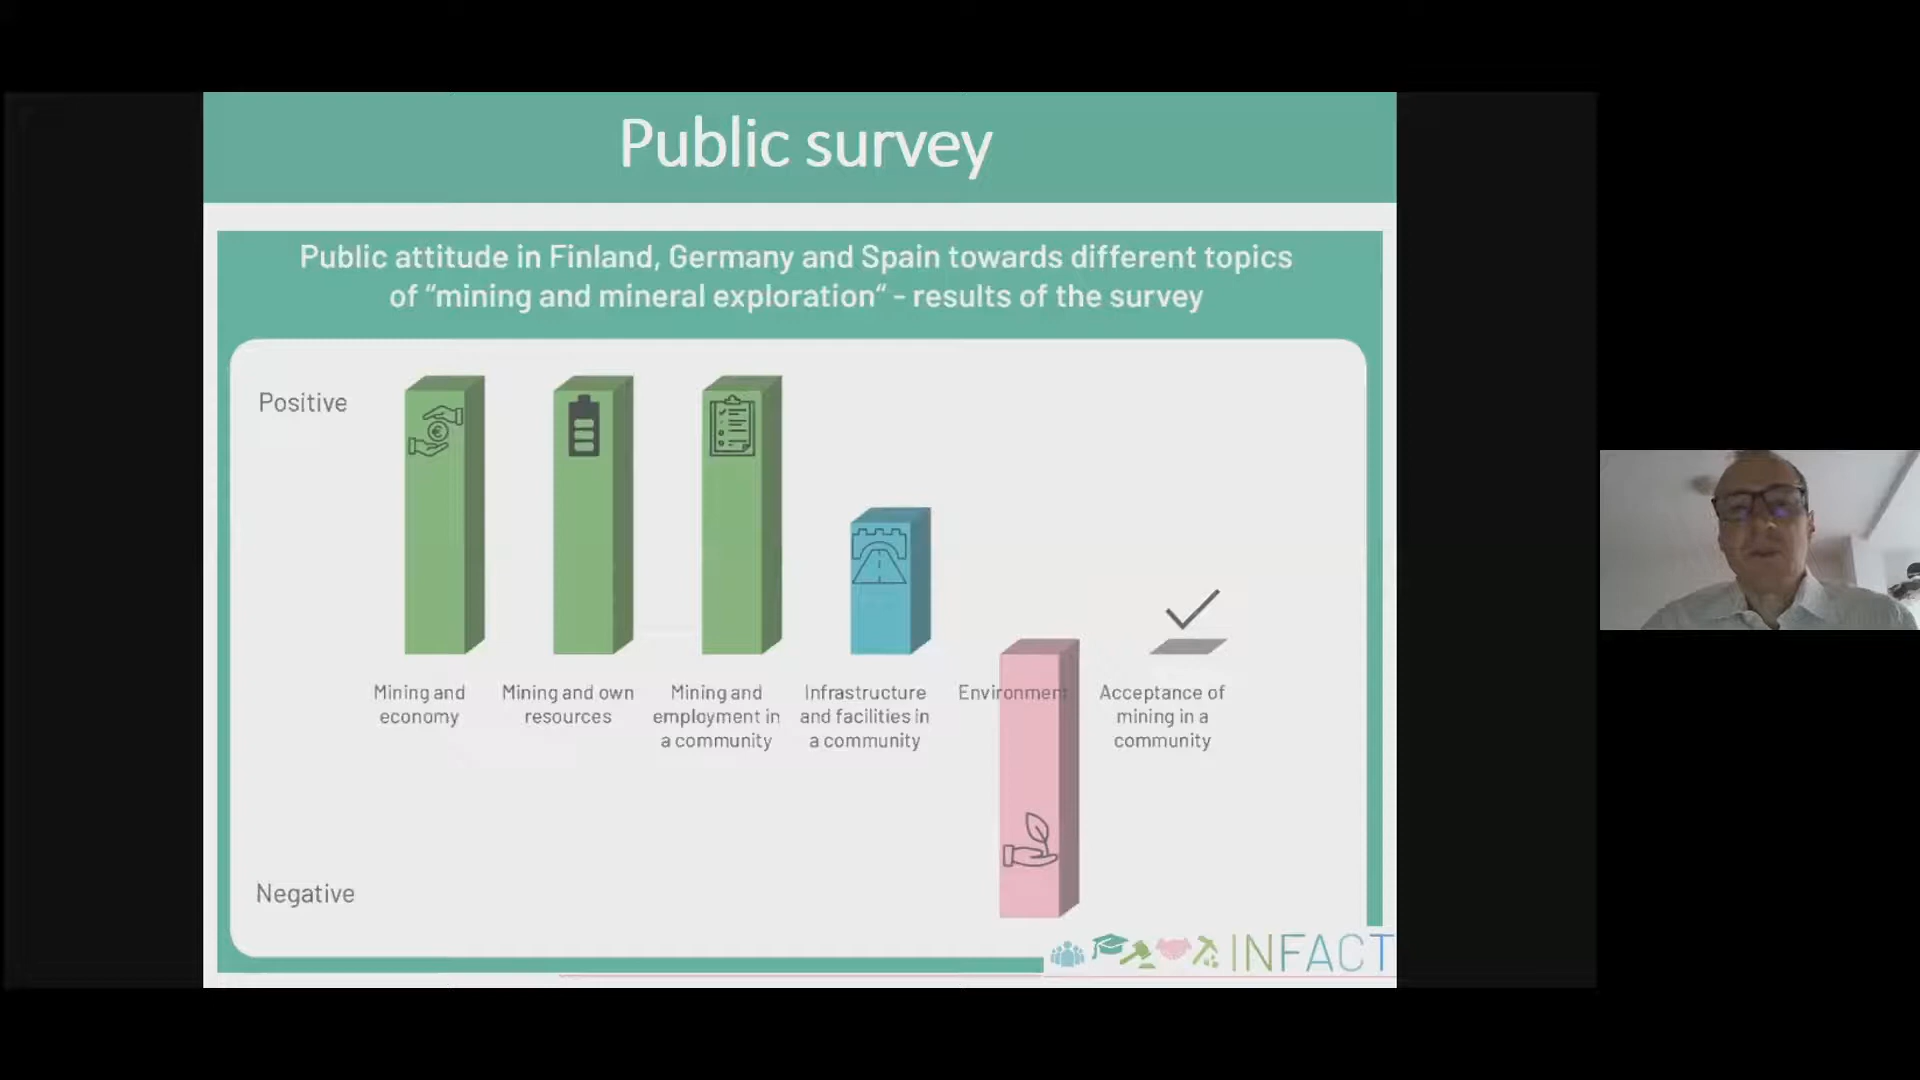 Public survey
Public attitude in Finland, Germany and Spain towards different topics
of “mining and mineral exploration“ - results of the survey
Positive
Mining and
economy
Mining and own
resources
Mining and
employment in
a community
Infrastructure
and facilities in
a community
Environment
Acceptance of
mining in a
community
Negative
INFACT